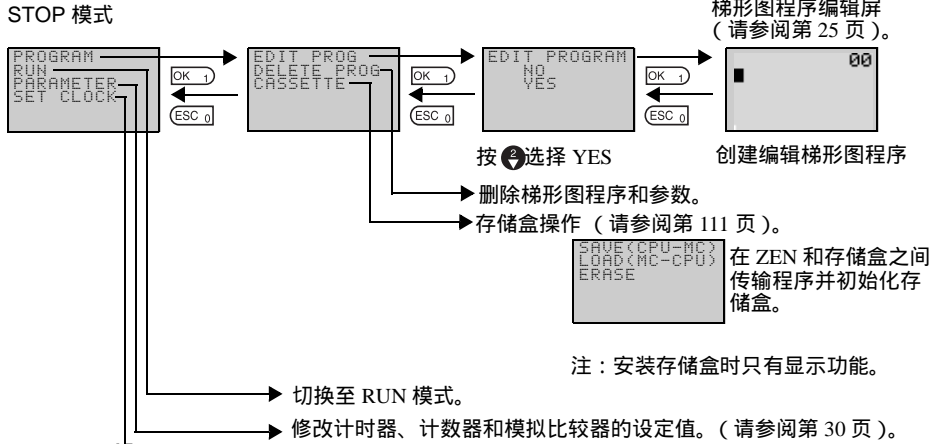 STOP 模式
梯形图程序编辑屏
（请参阅第 25 页）。
PROGRAM
RUN
PARAMETER
SET CLOCK
OK 1
ESC 0
EDIT PROG
DELETE PROG
CASSETTE
OK 1
ESC 0
EDIT PROGRAM
NO
YES
OK 1
ESC 0
00
按 2 选择 YES
创建编辑梯形图程序
删除梯形图程序和参数。
存储盒操作 （请参阅第 111 页）。
SAVE(CPU-MC)
LOAD(MC-CPU)
ERASE
在 ZEN 和存储盒之间
传输程序并初始化存
储盒。
注：安装存储盒时只有显示功能。
切换至 RUN 模式。
修改计时器、计数器和模拟比较器的设定值。（请参阅第 30 页）。